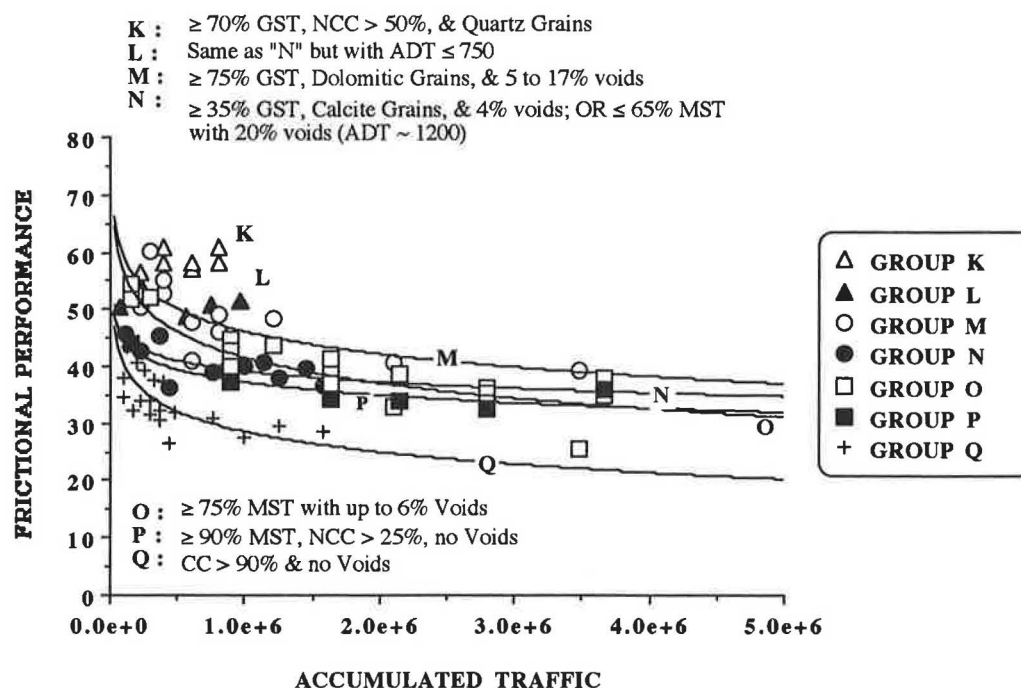 K : ≥ 70% GST, NCC > 50%, & Quartz Grains
L : Same as "N" but with ADT ≤ 750
M : ≥ 75% GST, Dolomitic Grains, & 5 to 17% voids
N : ≥ 35% GST, Calcite Grains, & 4% voids; OR ≤ 65% MST
with 20% voids (ADT ~ 1200)
80
70
60
50
40
30
20
10
0
FRICTIONAL PERFORMANCE
K
L
M
N
P
O
Q
O : ≥ 75% MST with up to 6% Voids
P : ≥ 90% MST, NCC > 25%, no Voids
Q : CC > 90% & no Voids
0.0e+0 1.0e+6 2.0e+6 3.0e+6 4.0e+6 5.0e+6
ACCUMULATED TRAFFIC
GROUP K
GROUP L
GROUP M
GROUP N
GROUP O
GROUP P
GROUP Q